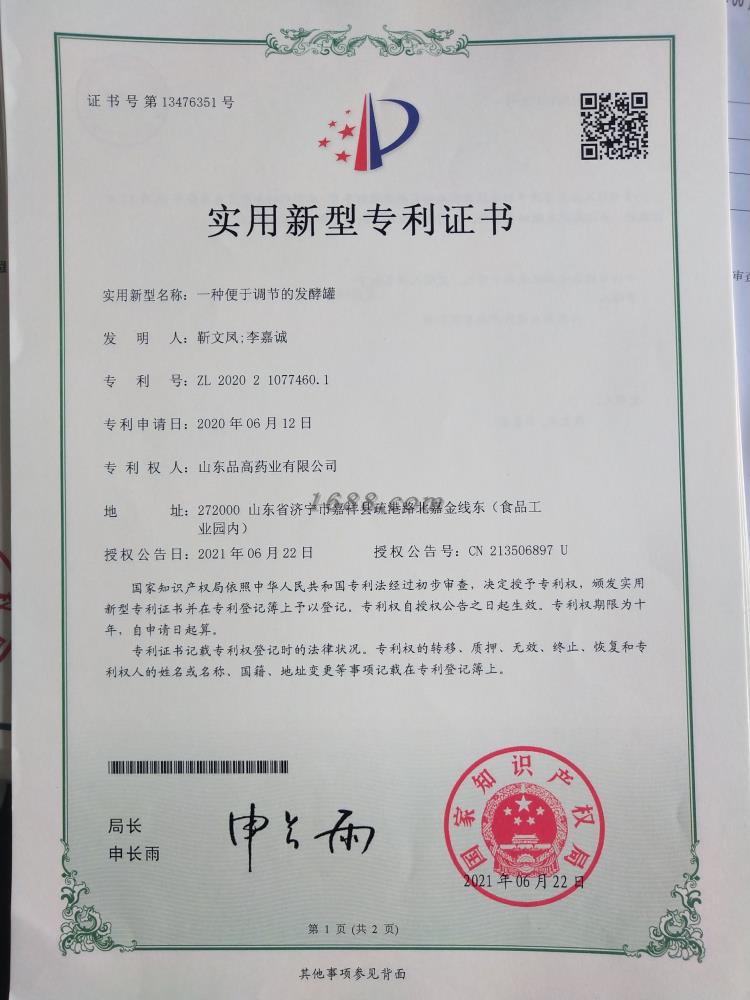 证书号第13476351号
实用新型专利证书
实用新型名称：一种便于调节的发酵罐
发 明 人：靳文凤;李嘉诚
专 利 号：ZL 2020 2 1077460.1
专利申请日：2020年06月12日
专 利 权 人：山东品高药业有限公司
地 址：272000 山东省济宁市嘉祥县疏港路北嘉金线东（食品工
业园内）
1688.com
授权公告日：2021年06月22日 授权公告号：CN 213506897 U
国家知识产权局依照中华人民共和国专利法经过初步审查，决定授予专利权，颁发实用
新型专利证书并在专利登记簿上予以登记。专利权自授权公告之日起生效。专利权期限为十
年，自申请日起算。
专利证书记载专利权登记时的法律状况。专利权的转移、质押、无效、终止、恢复和专
利权人的姓名或名称、国籍、地址变更等事项记载在专利登记簿上。
局长
申长雨
申长雨
国家知识产权局
2021年06月22日
第 1 页 (共 2 页)
其他事项参见背面